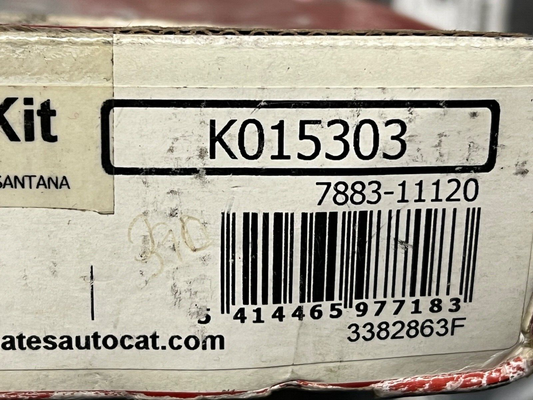 Kit
K015303
SANTANA
7883-11120
5 414465 977183
atesautocat.com
3382863F